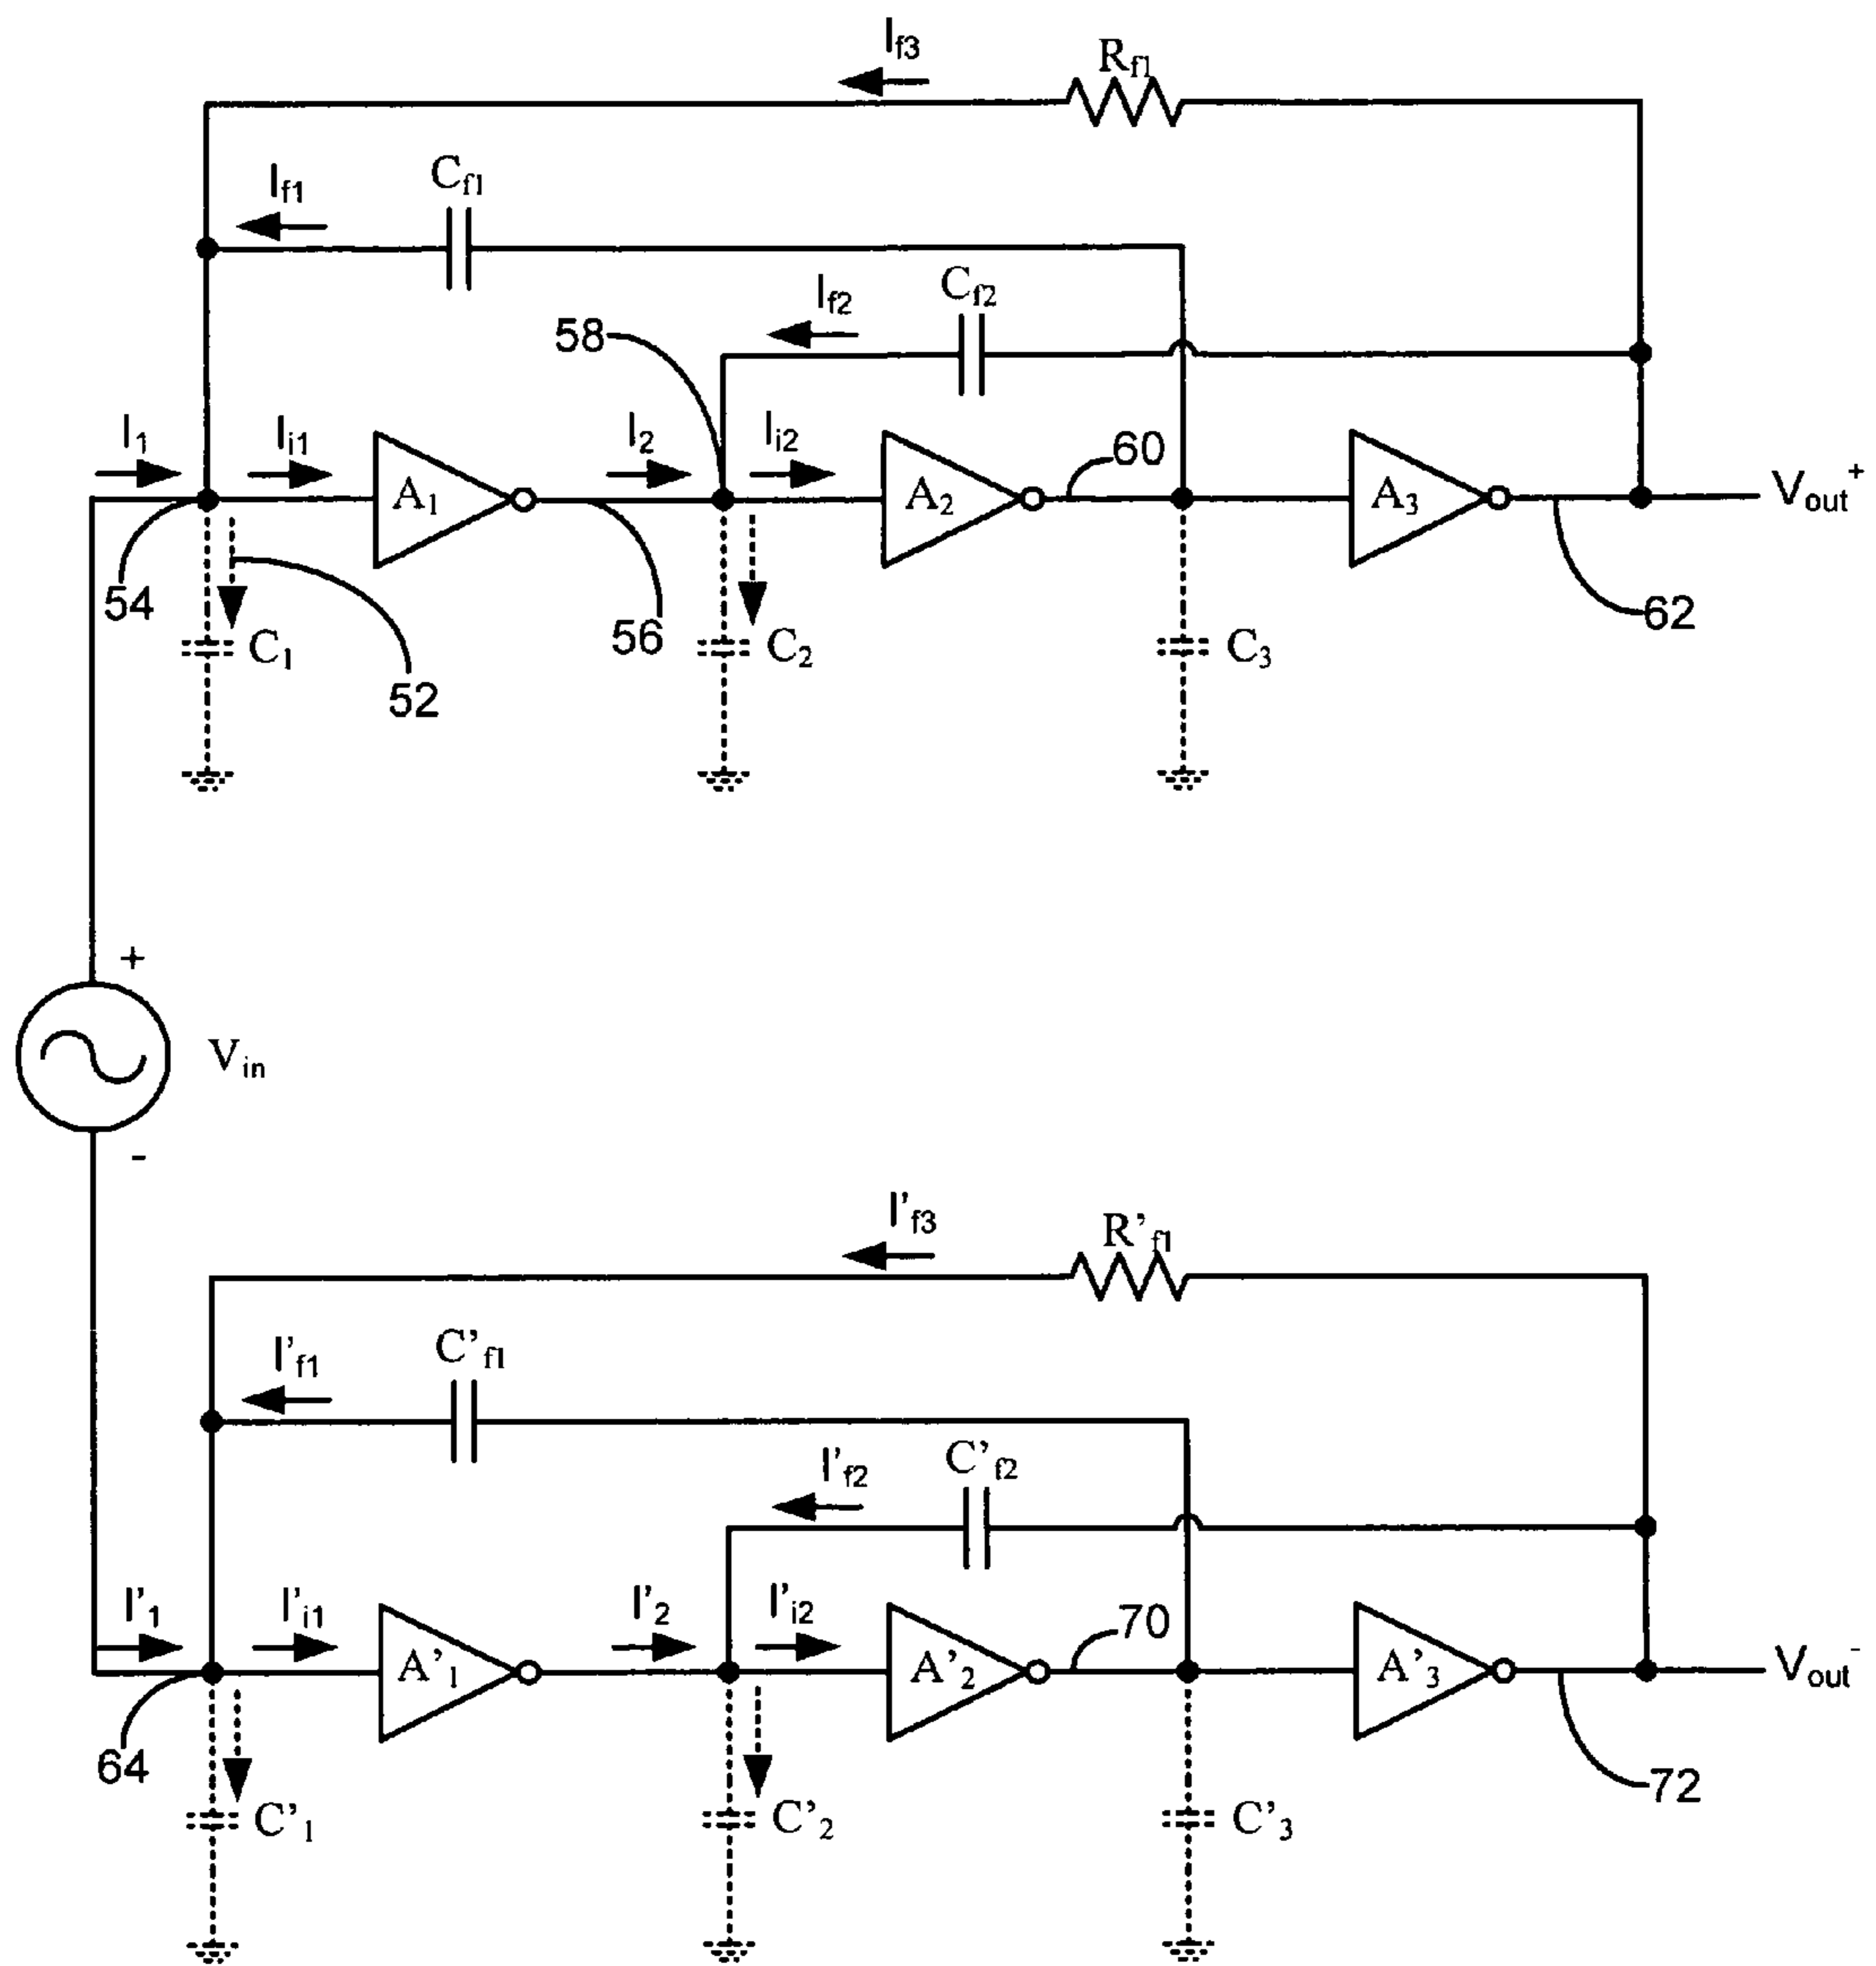 I_f3
R_f1
C_f1
I_f1
C_f2
I_f2
58
I_1 I_i1 I_2 I_i2 60
A_1 A_2 A_3 V_out^+
54 56 62
C_1 C_2 C_3
52
+
V_in
-
I'_f3 R'_f1
C'_f1
I'_f1
C'_f2
I'_f2
I'_1 I'_i1 I'_2 I'_i2 70
A'_1 A'_2 A'_3 V_out^-
64 72
C'_1 C'_2 C'_3